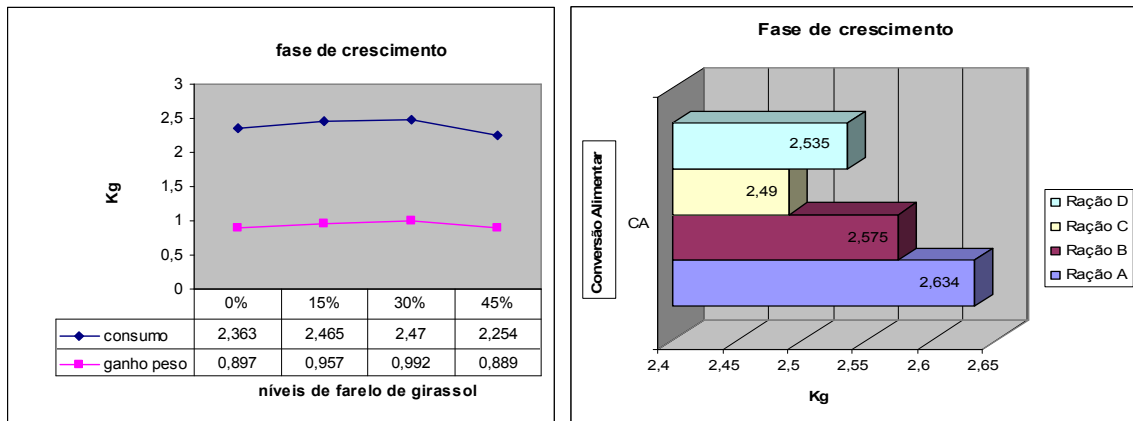 fase de crescimento
3
2,5
2
1,5
1
0,5
0
Kg
0% 15% 30% 45%
consumo 2,363 2,465 2,47 2,254
ganho peso 0,897 0,957 0,992 0,889
níveis de farelo de girassol
Fase de crescimento
Conversão Alimentar
CA
2,535
2,49
2,575
2,634
2,4 2,45 2,5 2,55 2,6 2,65
Kg
Ração D
Ração C
Ração B
Ração A